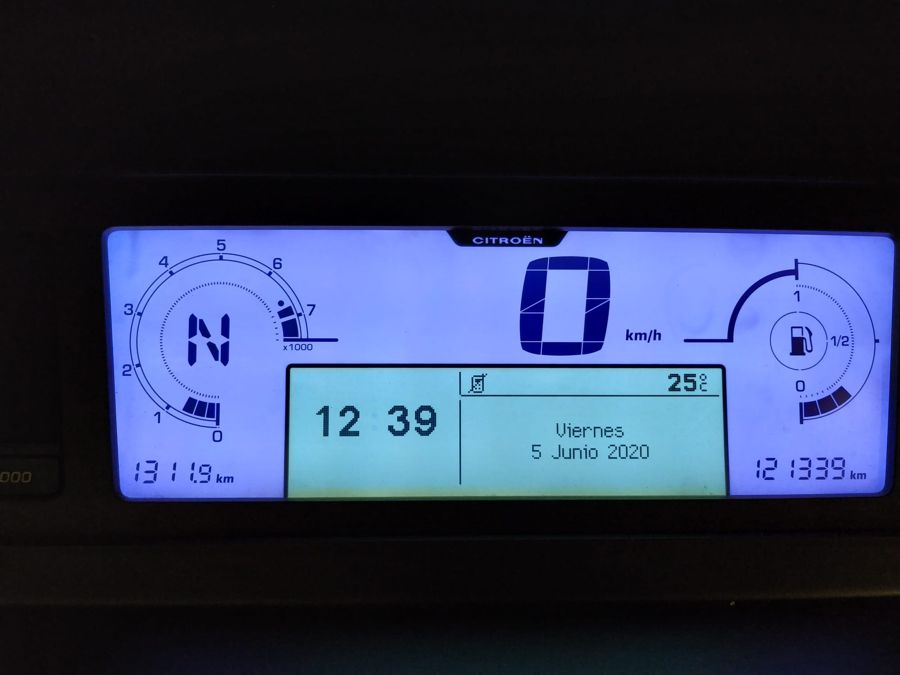 CITROËN
5
4 6
3 7
N
x1000
2
1
0
0 km/h
1
1/2
0
25°C
12 39
Viernes
5 Junio 2020
1311.9 km
121339 km
000